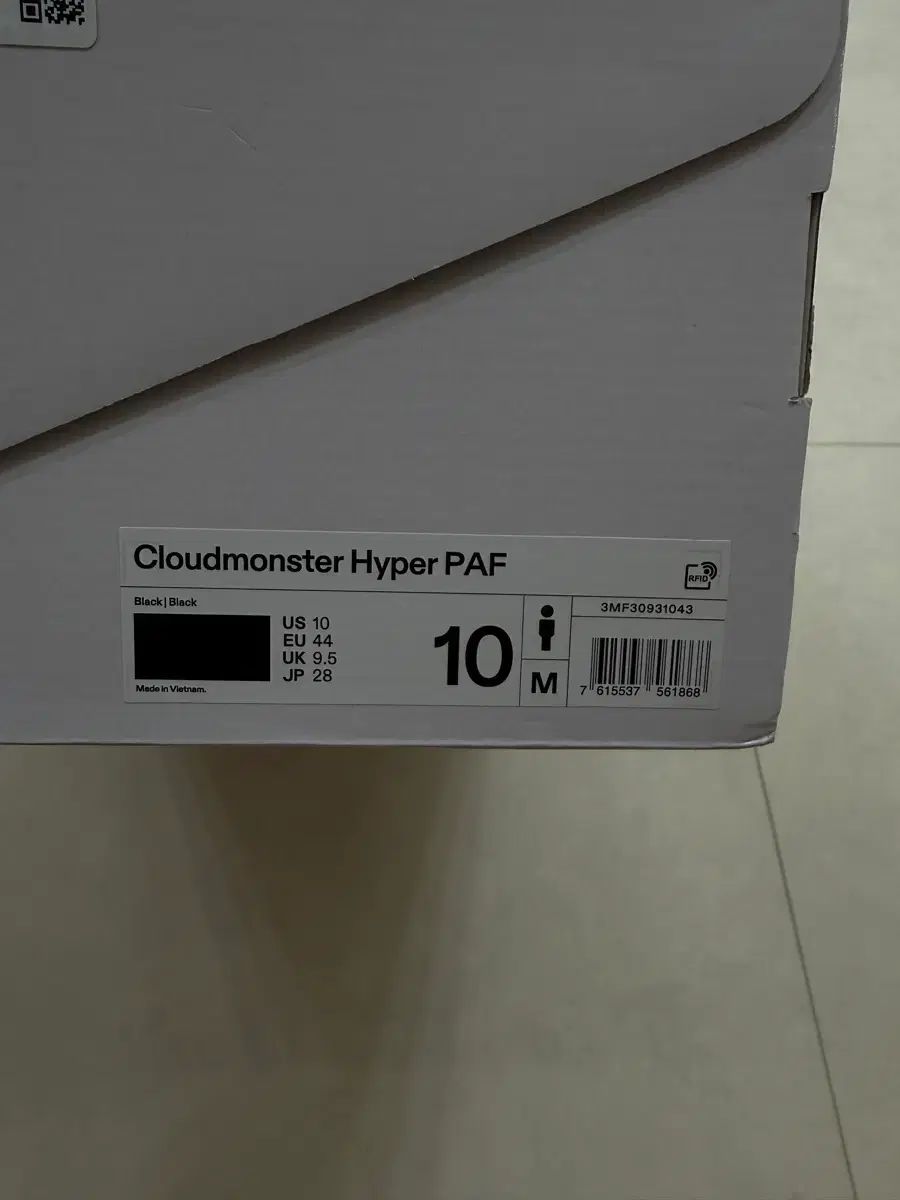 Cloudmonster Hyper PAF
RFID
Black | Black
US 10
EU 44
UK 9.5
JP 28
Made in Vietnam.
10
M
3MF30931043
7 615537 561868